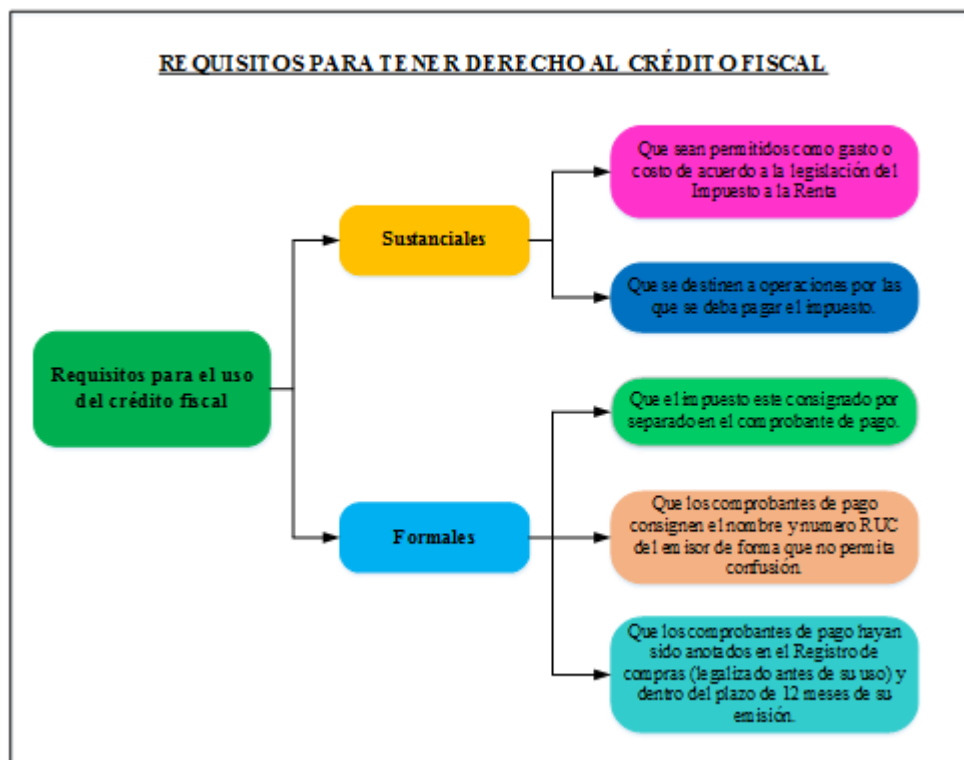 REQUISITOS PARA TENER DERECHO AL CRÉDITO FISCAL
Requisitos para el uso
del crédito fiscal
Sustanciales
Que sean permitidos como gasto o
costo de acuerdo a la legislación del
Impuesto a la Renta
Que se destinen a operaciones por las
que se deba pagar el impuesto.
Formales
Que el impuesto este consignado por
separado en el comprobante de pago.
Que los comprobantes de pago
consignen el nombre y numero RUC
del emisor de forma que no permita
confusión.
Que los comprobantes de pago hayan
sido anotados en el Registro de
compras (legalizado antes de su uso) y
dentro del plazo de 12 meses de su
emisión.